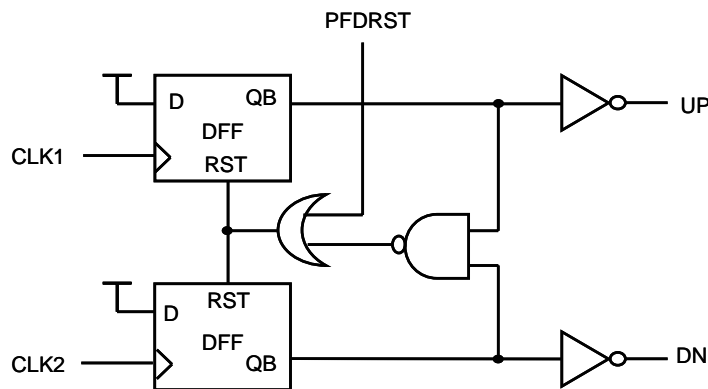 PFDRST
D
QB
DFF
RST
CLK1
UP
RST
D
DFF
QB
CLK2
DN